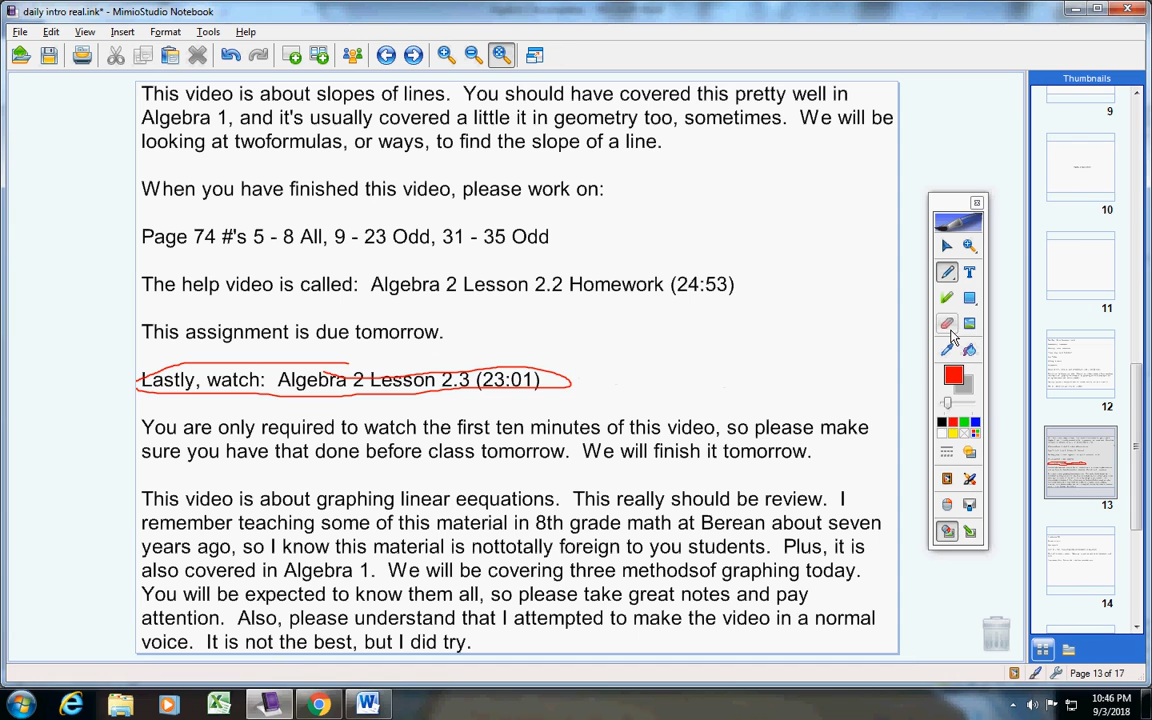 daily intro real.ink* - MimioStudio Notebook
File Edit View Insert Format Tools Help
This video is about slopes of lines. You should have covered this pretty well in
Algebra 1, and it's usually covered a little it in geometry too, sometimes. We will be
looking at twoformulas, or ways, to find the slope of a line.
When you have finished this video, please work on:
Page 74 #'s 5 - 8 All, 9 - 23 Odd, 31 - 35 Odd
The help video is called: Algebra 2 Lesson 2.2 Homework (24:53)
This assignment is due tomorrow.
Lastly, watch: Algebra 2 Lesson 2.3 (23:01)
You are only required to watch the first ten minutes of this video, so please make
sure you have that done before class tomorrow. We will finish it tomorrow.
This video is about graphing linear eequations. This really should be review. I
remember teaching some of this material in 8th grade math at Berean about seven
years ago, so I know this material is nottotally foreign to you students. Plus, it is
also covered in Algebra 1. We will be covering three methodsof graphing today.
You will be expected to know them all, so please take great notes and pay
attention. Also, please understand that I attempted to make the video in a normal
voice. It is not the best, but I did try.
Thumbnails
9
10
11
12
13
14
Page 13 of 17
10:46 PM
9/3/2018